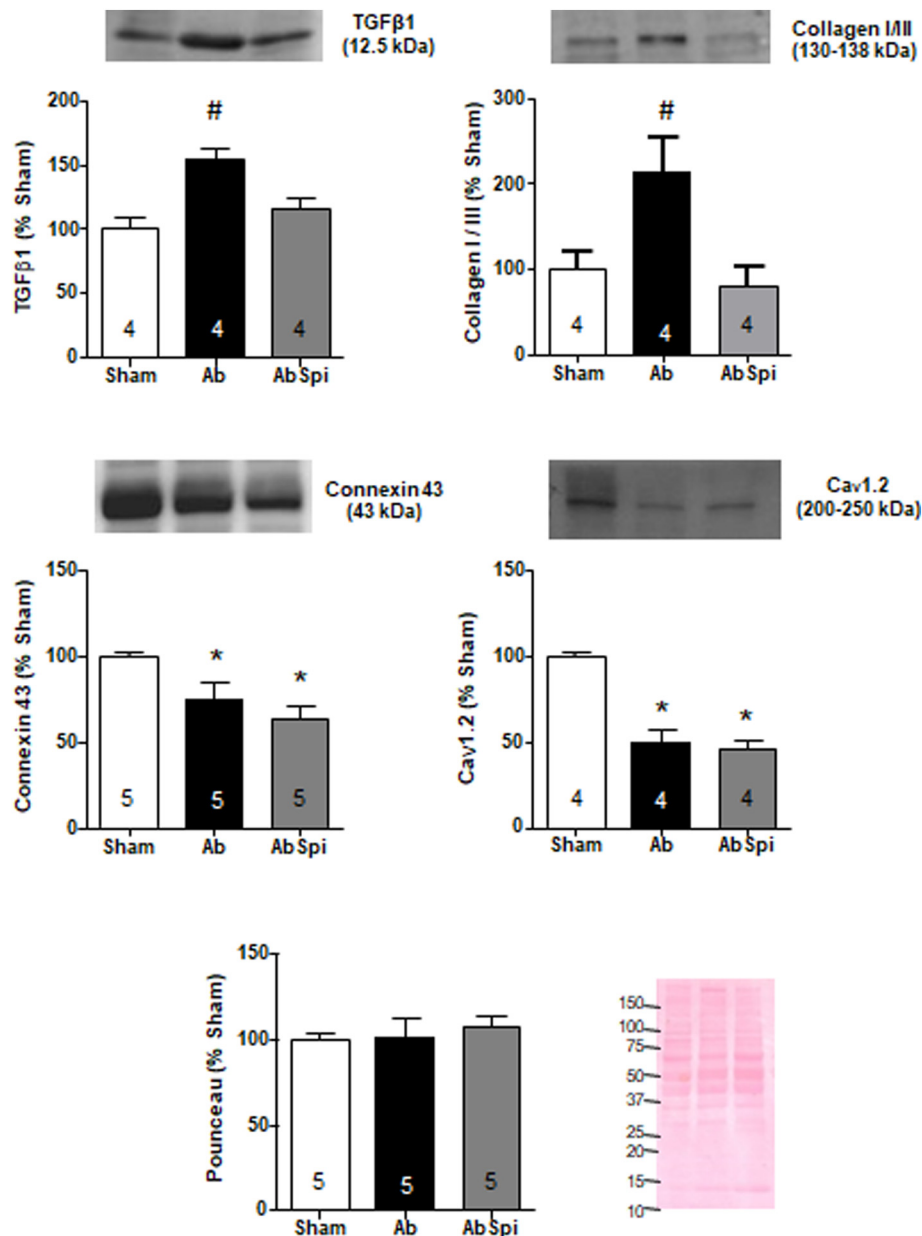 TGFβ1
(12.5 kDa)
Collagen I/III
(130-138 kDa)
TGFβ1 (% Sham)
200
150
100
50
0
#
4
4
4
Sham
Ab
Ab Spi
Collagen I / III (% Sham)
300
200
100
0
#
4
4
4
Sham
Ab
Ab Spi
Connexin 43
(43 kDa)
Cav1.2
(200-250 kDa)
Connexin 43 (% Sham)
150
100
50
0
*
*
5
5
5
Sham
Ab
Ab Spi
Cav1.2 (% Sham)
150
100
50
0
*
*
4
4
4
Sham
Ab
Ab Spi
Pounceau (% Sham)
150
100
50
0
5
5
5
Sham
Ab
Ab Spi
150
100
75
50
37
25
20
15
10